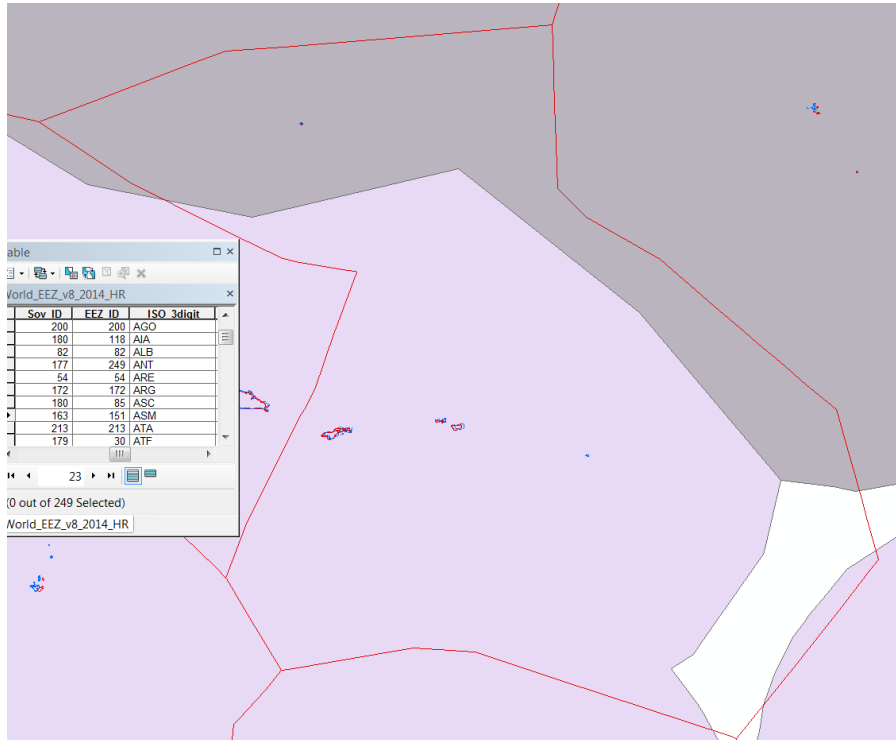 able
World_EEZ_v8_2014_HR
Sov_ID EEZ_ID ISO_3digit
200 200 AGO
180 118 AIA
82 82 ALB
177 249 ANT
54 54 ARE
172 172 ARG
180 85 ASC
163 151 ASM
213 213 ATA
179 30 ATF
23
(0 out of 249 Selected)
World_EEZ_v8_2014_HR